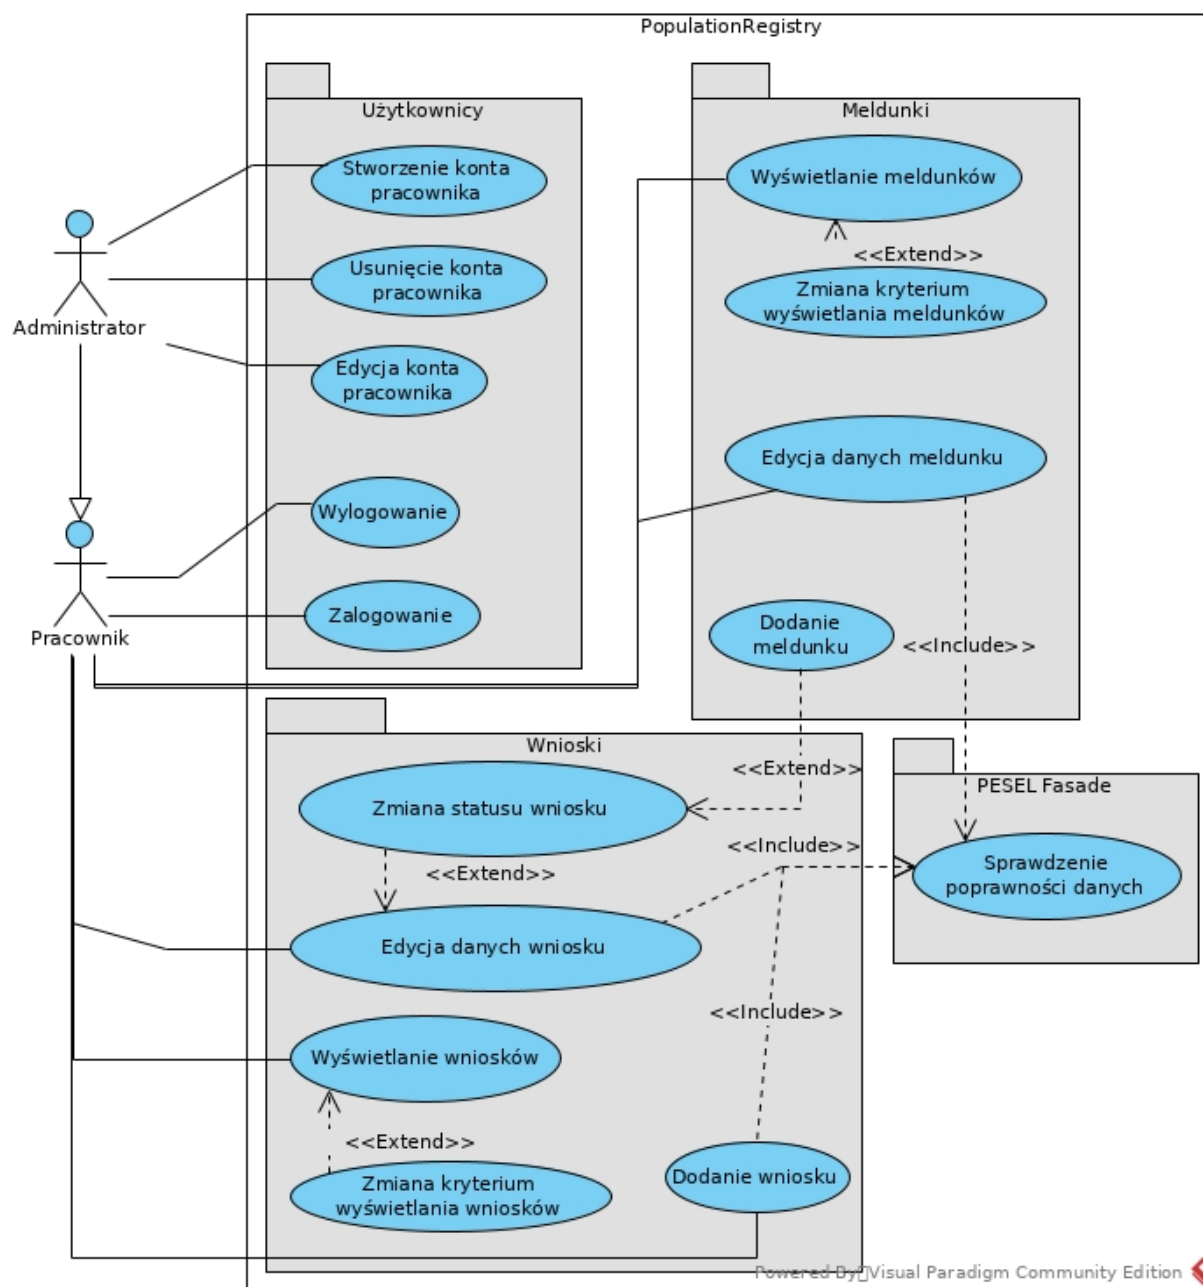 PopulationRegistry
Użytkownicy
Stworzenie konta
pracownika
Usunięcie konta
pracownika
Edycja konta
pracownika
Wylogowanie
Zalogowanie
Administrator
Pracownik
Meldunki
Wyświetlanie meldunków
<<Extend>>
Zmiana kryterium
wyświetlania meldunków
Edycja danych meldunku
Dodanie
meldunku
<<Include>>
Wnioski
<<Extend>>
Zmiana statusu wniosku
<<Extend>>
<<Include>>
Edycja danych wniosku
<<Include>>
Wyświetlanie wniosków
<<Extend>>
Zmiana kryterium
wyświetlania wniosków
Dodanie wniosku
PESEL Fasade
Sprawdzenie
poprawności danych
Powered By Visual Paradigm Community Edition